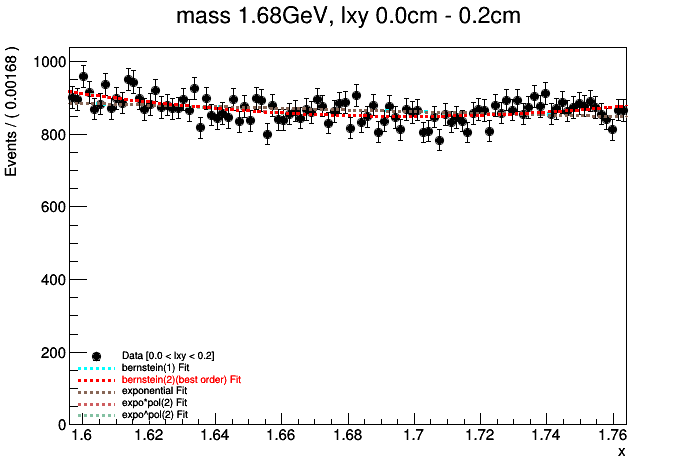 mass 1.68GeV, lxy 0.0cm - 0.2cm
Events / ( 0.00168 )
1000
800
600
400
200
0
Data [0.0 < lxy < 0.2]
bernstein(1) Fit
bernstein(2)(best order) Fit
exponential Fit
expo*pol(2) Fit
expo^pol(2) Fit
1.6 1.62 1.64 1.66 1.68 1.7 1.72 1.74 1.76
x